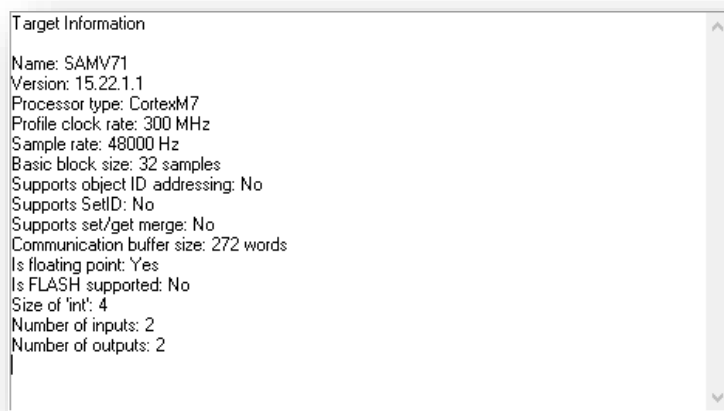 Target Information
Name: SAMV71
Version: 15.22.1.1
Processor type: CortexM7
Profile clock rate: 300 MHz
Sample rate: 48000 Hz
Basic block size: 32 samples
Supports object ID addressing: No
Supports SetID: No
Supports set/get merge: No
Communication buffer size: 272 words
Is floating point: Yes
Is FLASH supported: No
Size of 'int': 4
Number of inputs: 2
Number of outputs: 2